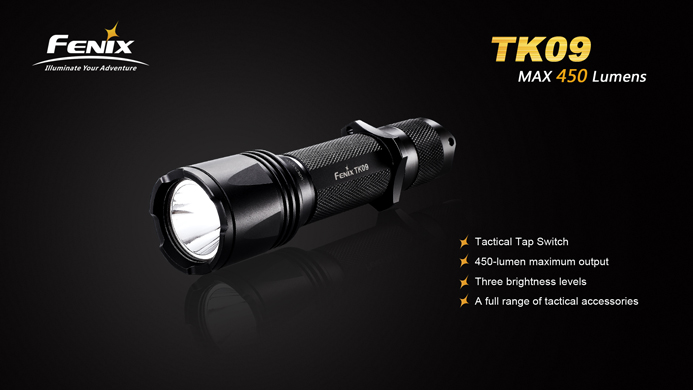 FENIX
Illuminate Your Adventure
TK09
MAX 450 Lumens
FENIX TK09
Tactical Tap Switch
450-lumen maximum output
Three brightness levels
A full range of tactical accessories